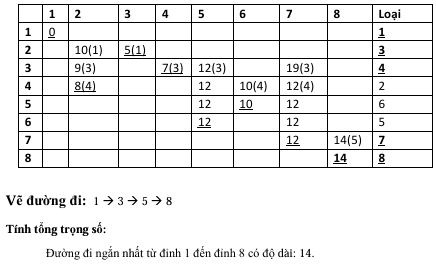 1 2 3 4 5 6 7 8 Loại
1 0 1
2 10(1) 5(1) 3
3 9(3) 7(3) 12(3) 19(3) 4
4 8(4) 12 10(4) 12(4) 2
5 12 10 12 6
6 12 12 5
7 12 14(5) 7
8 14 8
Vẽ đường đi: 1 → 3 → 5 → 8
Tính tổng trọng số:
Đường đi ngắn nhất từ đỉnh 1 đến đỉnh 8 có độ dài: 14.